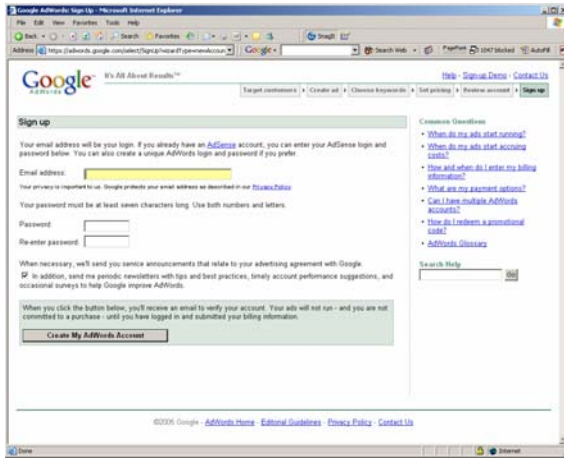 Google AdWords: Sign Up - Microsoft Internet Explorer
File Edit View Favorites Tools Help
Back Search Favorites SnagIt
Address https://adwords.google.com/select/ Google Search Web PageRank 1047 blocked AutoFill
Google AdWords It's All About Results™
Help - Sign-up Demo - Contact Us
Target customers Create ad Choose keywords Set pricing Review account Sign up
Sign up
Your email address will be your login. If you already have an AdSense account, you can enter your AdSense login and
password below. You can also create a unique AdWords login and password if you prefer.
Email address:
Your privacy is important to us. Google protects your email address as described in our Privacy Policy.
Your password must be at least seven characters long. Use both numbers and letters.
Password:
Re-enter password:
When necessary, we'll send you service announcements that relate to your advertising agreement with Google.
In addition, send me periodic newsletters with tips and best practices, timely account performance suggestions, and
occasional surveys to help Google improve AdWords.
When you click the button below, you'll receive an email to verify your account. Your ads will not run - and you are not
committed to a purchase - until you have logged in and submitted your billing information.
Create My AdWords Account
Common Questions
When do my ads start running?
When do my ads start accruing
costs?
How and when do I enter my billing
information?
What are my payment options?
Can I have multiple AdWords
accounts?
How do I redeem a promotional
code?
AdWords Glossary
Search Help
Go
©2005 Google - AdWords Home - Editorial Guidelines - Privacy Policy - Contact Us
Done Internet